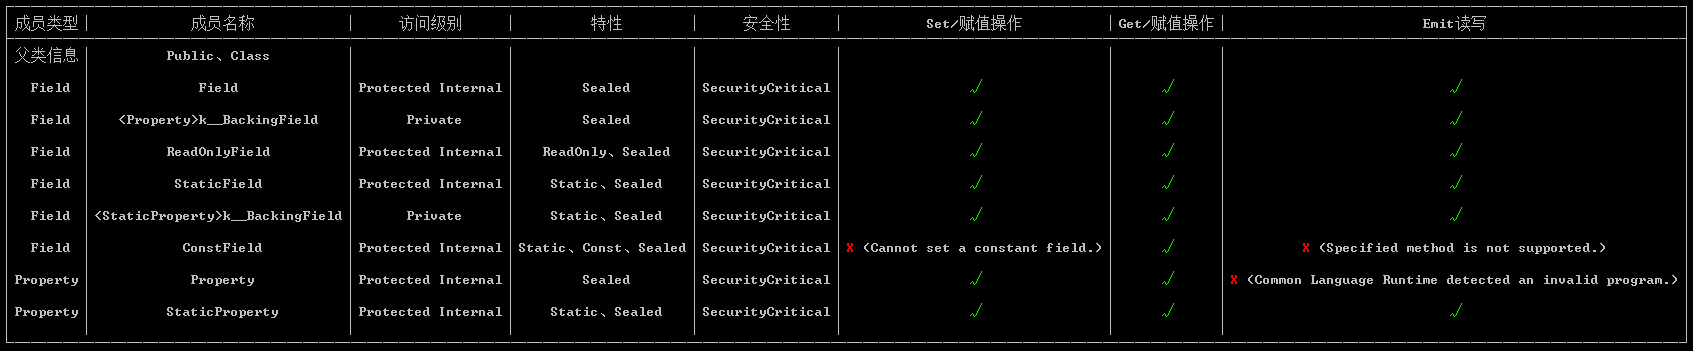 成员类型 成员名称 访问级别 特性 安全性 Set/赋值操作 Get/赋值操作 Emit读写
父类信息 Public、Class
Field Field Protected Internal Sealed SecurityCritical √ √ √
Field <Property>k__BackingField Private Sealed SecurityCritical √ √ √
Field ReadOnlyField Protected Internal ReadOnly、Sealed SecurityCritical √ √ √
Field StaticField Protected Internal Static、Sealed SecurityCritical √ √ √
Field <StaticProperty>k__BackingField Private Static、Sealed SecurityCritical √ √ √
Field ConstField Protected Internal Static、Const、Sealed SecurityCritical X (Cannot set a constant field.) √ X (Specified method is not supported.)
Property Property Protected Internal Sealed SecurityCritical √ √ X (Common Language Runtime detected an invalid program.)
Property StaticProperty Protected Internal Static、Sealed SecurityCritical √ √ √